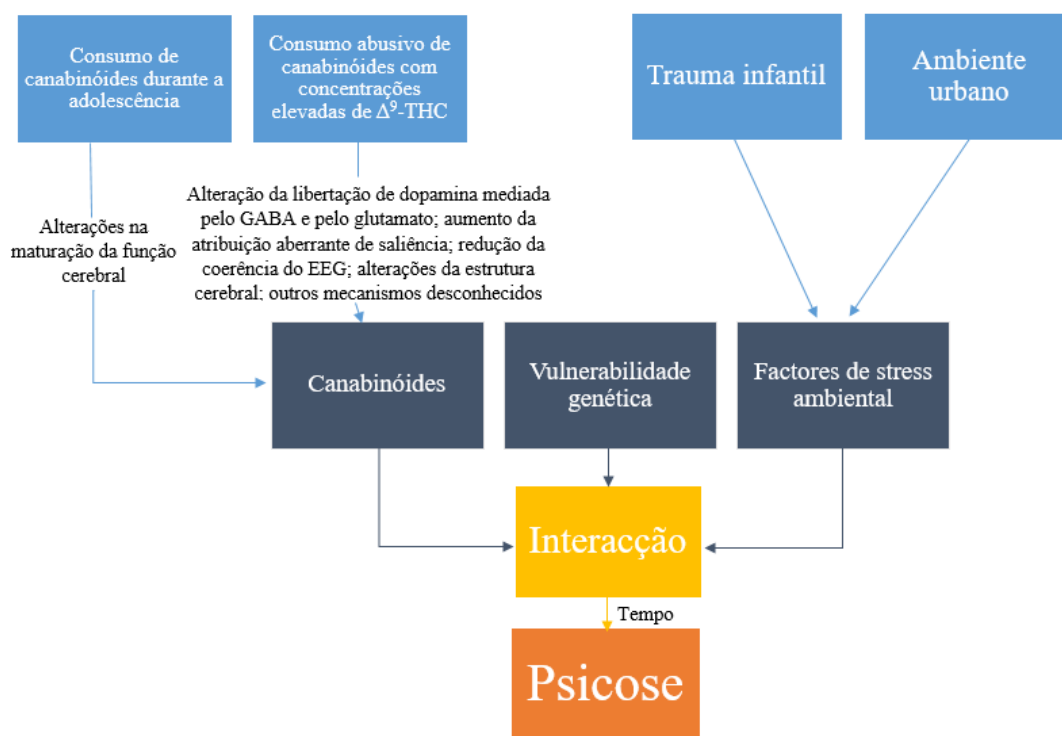 Consumo de
canabinóides durante a
adolescência
Consumo abusivo de
canabinóides com
concentrações
elevadas de Δ⁹-THC
Trauma infantil
Ambiente
urbano
Alterações na
maturação da função
cerebral
Alteração da libertação de dopamina mediada
pelo GABA e pelo glutamato; aumento da
atribuição aberrante de saliência; redução da
coerência do EEG; alterações da estrutura
cerebral; outros mecanismos desconhecidos
Canabinóides
Vulnerabilidade
genética
Factores de stress
ambiental
Interacção
Tempo
Psicose